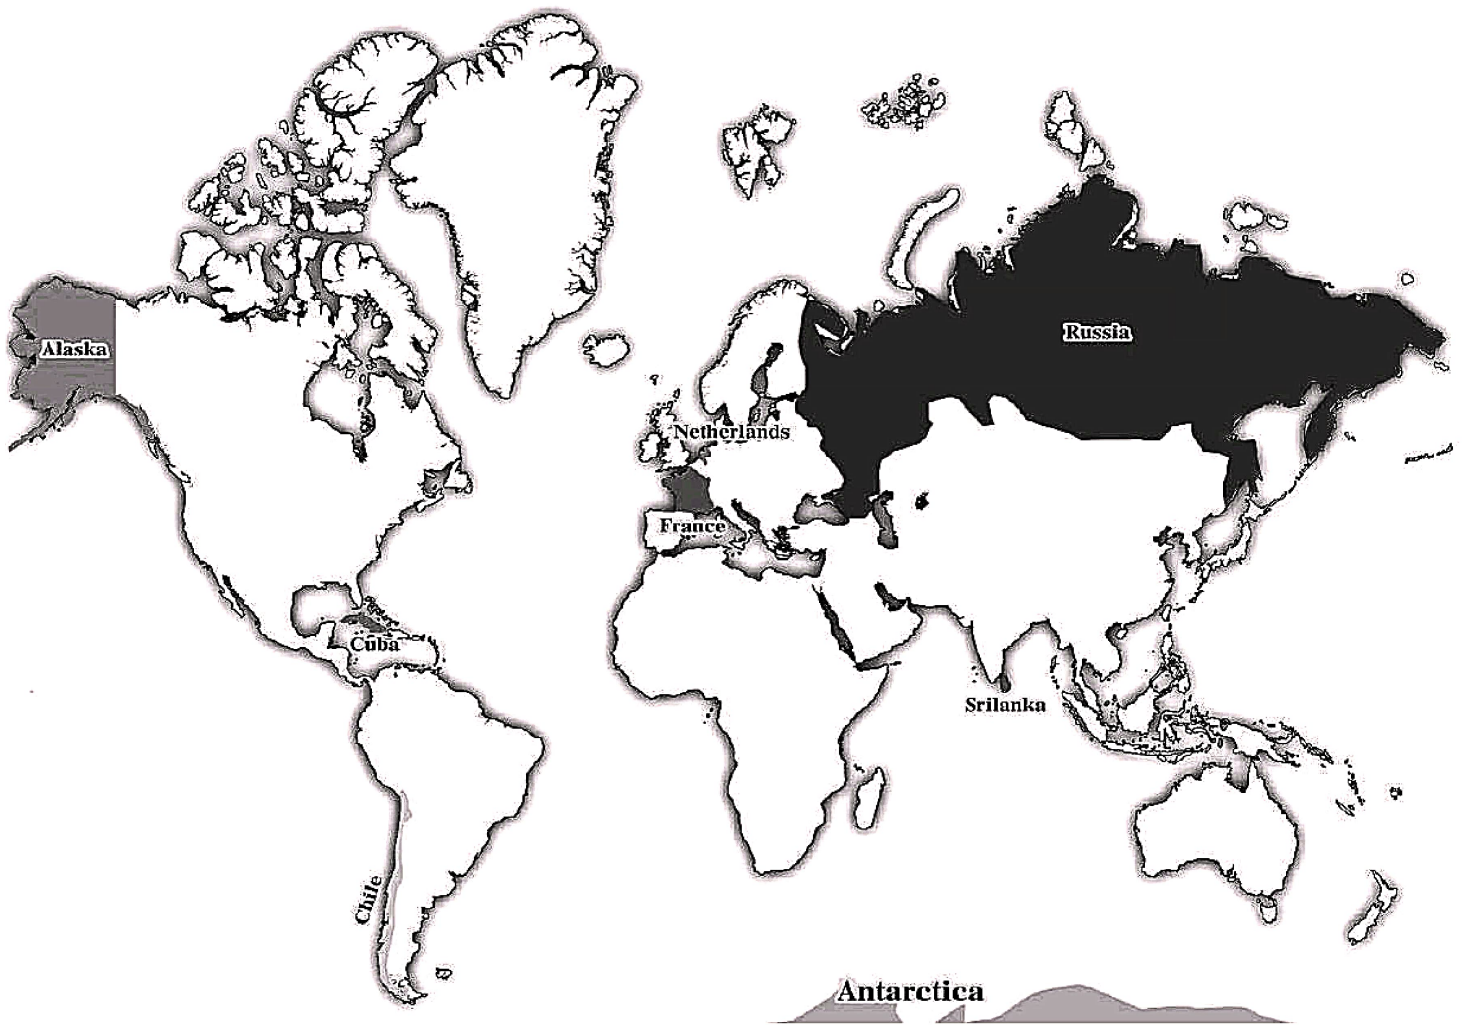 Russia
Alaska
Netherlands
France
Cuba
Srilanka
Chile
Antarctica